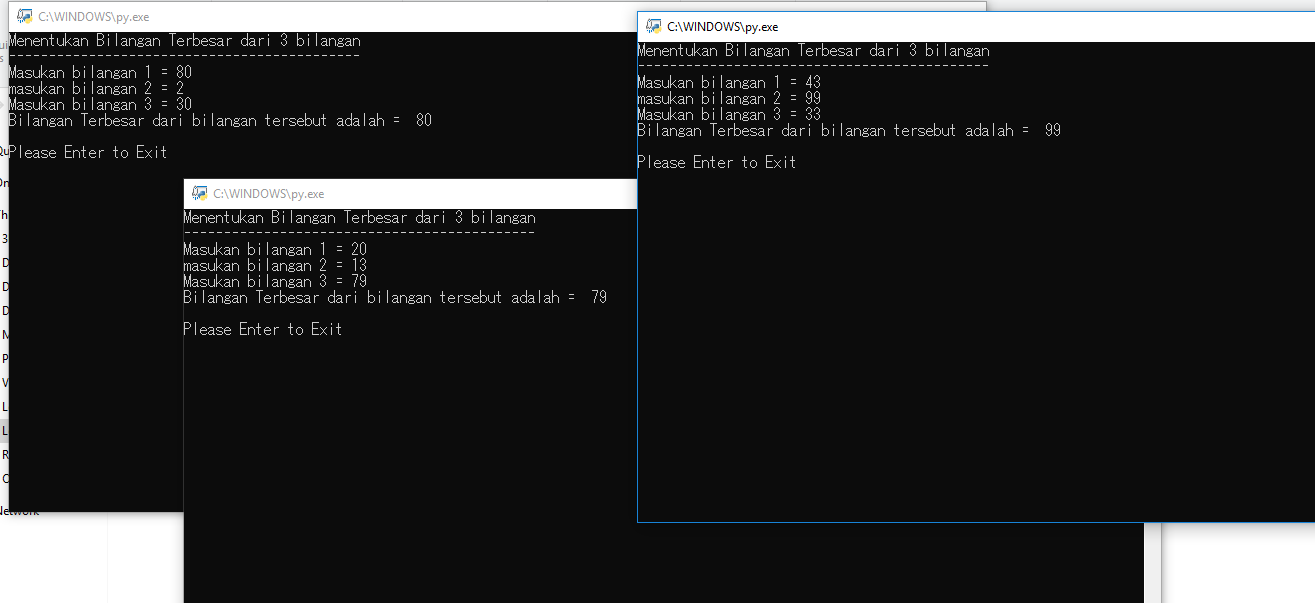 C:\WINDOWS\py.exe
Menentukan Bilangan Terbesar dari 3 bilangan
--------------------------------------------
Masukan bilangan 1 = 80
masukan bilangan 2 = 2
Masukan bilangan 3 = 30
Bilangan Terbesar dari bilangan tersebut adalah =  80
Please Enter to Exit
C:\WINDOWS\py.exe
Menentukan Bilangan Terbesar dari 3 bilangan
--------------------------------------------
Masukan bilangan 1 = 20
masukan bilangan 2 = 13
Masukan bilangan 3 = 79
Bilangan Terbesar dari bilangan tersebut adalah =  79
Please Enter to Exit
C:\WINDOWS\py.exe
Menentukan Bilangan Terbesar dari 3 bilangan
--------------------------------------------
Masukan bilangan 1 = 43
masukan bilangan 2 = 99
Masukan bilangan 3 = 33
Bilangan Terbesar dari bilangan tersebut adalah =  99
Please Enter to Exit